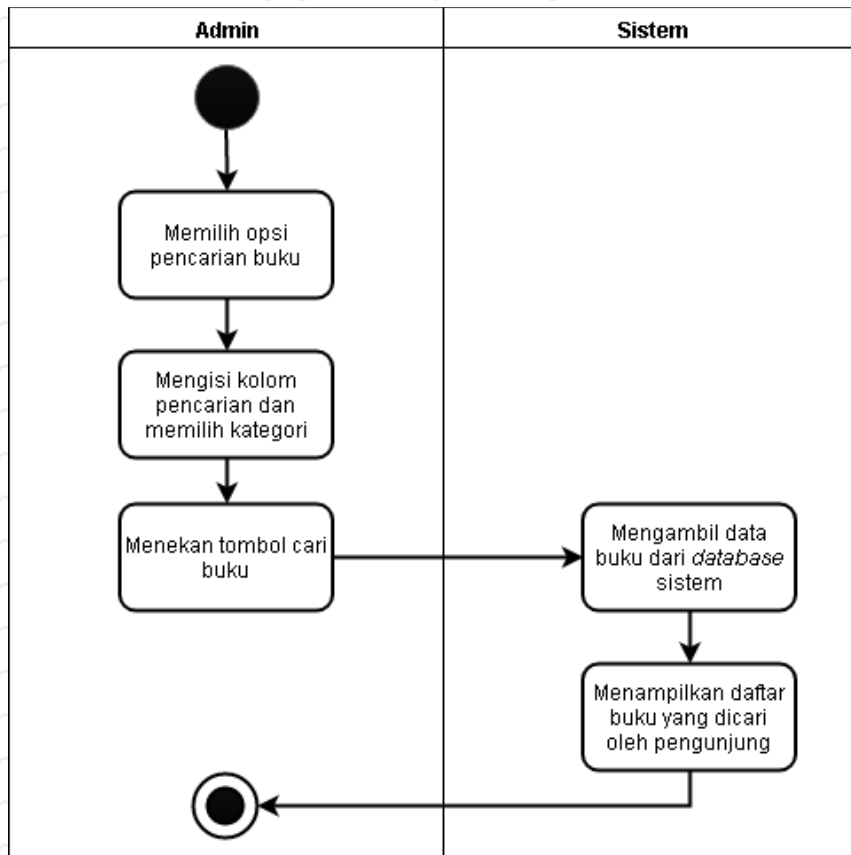 Admin
Sistem
Memilih opsi
pencarian buku
Mengisi kolom
pencarian dan
memilih kategori
Menekan tombol cari
buku
Mengambil data
buku dari database
sistem
Menampilkan daftar
buku yang dicari
oleh pengunjung